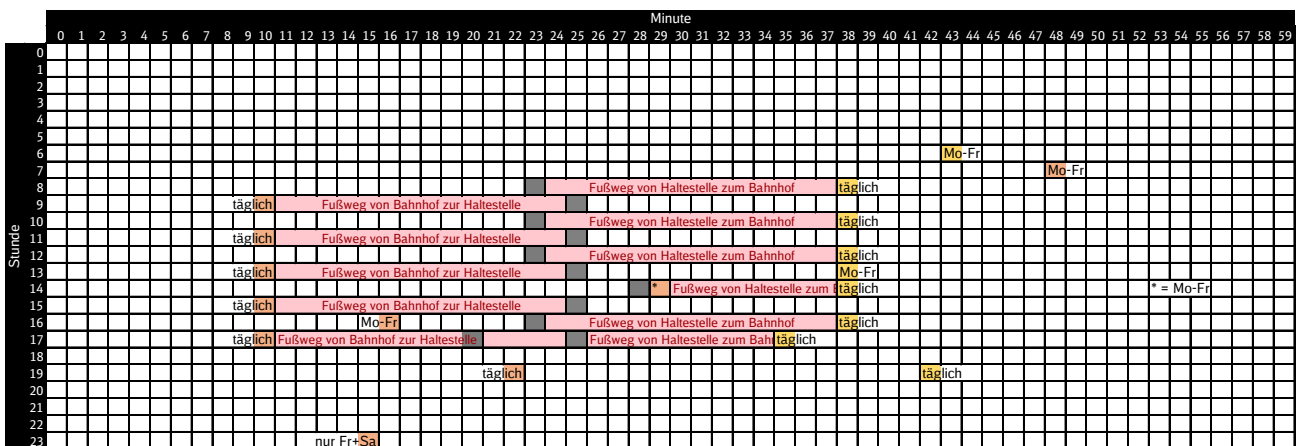 Minute
0 1 2 3 4 5 6 7 8 9 10 11 12 13 14 15 16 17 18 19 20 21 22 23 24 25 26 27 28 29 30 31 32 33 34 35 36 37 38 39 40 41 42 43 44 45 46 47 48 49 50 51 52 53 54 55 56 57 58 59
Stunde
0
1
2
3
4
5
6 Mo-Fr
7 Mo-Fr
8 Fußweg von Haltestelle zum Bahnhof täglich
9 täglich Fußweg von Bahnhof zur Haltestelle
10 Fußweg von Haltestelle zum Bahnhof täglich
11 täglich Fußweg von Bahnhof zur Haltestelle
12 Fußweg von Haltestelle zum Bahnhof täglich
13 täglich Fußweg von Bahnhof zur Haltestelle Mo-Fr
14 * Fußweg von Haltestelle zum B täglich * = Mo-Fr
15 täglich Fußweg von Bahnhof zur Haltestelle
16 Mo-Fr Fußweg von Haltestelle zum Bahnhof täglich
17 täglich Fußweg von Bahnhof zur Haltestelle Fußweg von Haltestelle zum Bah täglich
18
19 täglich täglich
20
21
22
23 nur Fr+Sa